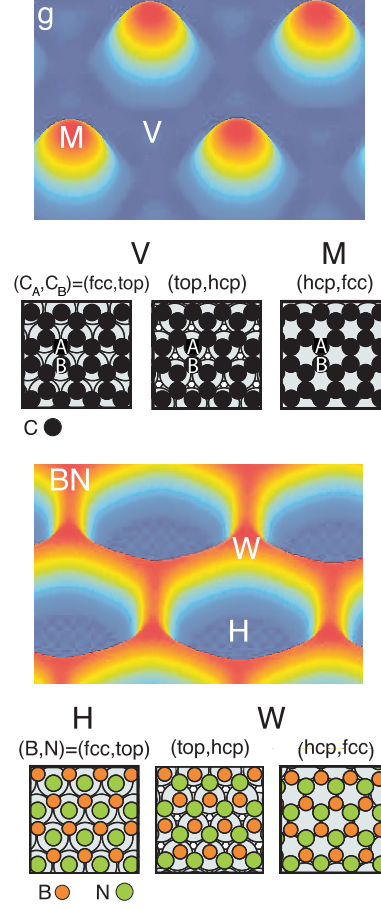 g
M
V
V M
(C_A,C_B)=(fcc,top) (top,hcp) (hcp,fcc)
A A A
B B B
C
BN
W
H
H W
(B,N)=(fcc,top) (top,hcp) (hcp,fcc)
B N